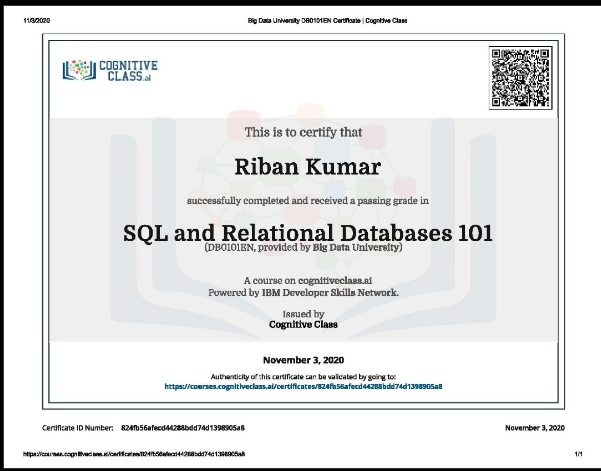 11/3/2020
Big Data University DB0101EN Certificate | Cognitive Class
COGNITIVE
CLASS.ai
This is to certify that
Riban Kumar
successfully completed and received a passing grade in
SQL and Relational Databases 101
(DB0101EN, provided by Big Data University)
A course on cognitiveclass.ai
Powered by IBM Developer Skills Network.
Issued by
Cognitive Class
November 3, 2020
Authenticity of this certificate can be validated by going to:
https://courses.cognitiveclass.ai/certificates/824fb56afecd44288bdd74d1398905a8
Certificate ID Number: 824fb56afecd44288bdd74d1398905a8
November 3, 2020
https://courses.cognitiveclass.ai/certificates/824fb56afecd44288bdd74d1398905a8
1/1